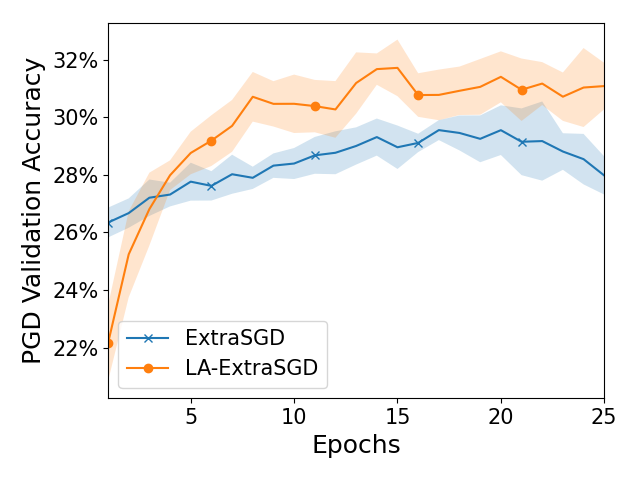 PGD Validation Accuracy
32%
30%
28%
26%
24%
22%
ExtraSGD
LA-ExtraSGD
5
10
15
20
25
Epochs